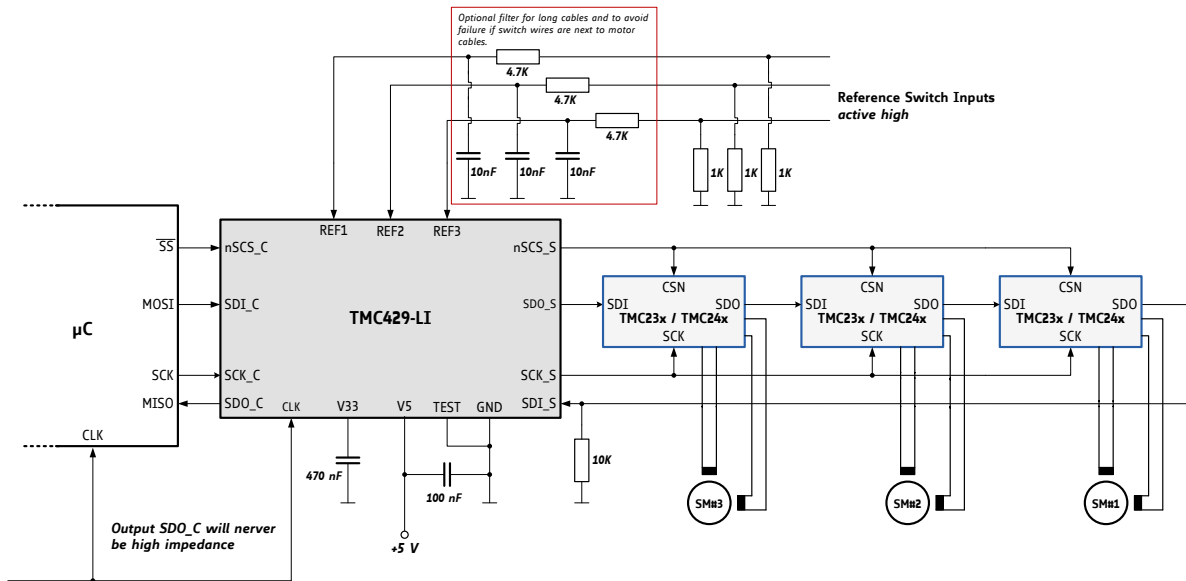 Optional filter for long cables and to avoid
failure if switch wires are next to motor
cables.
4.7K
4.7K
4.7K
Reference Switch Inputs
active high
10nF
10nF
10nF
1K
1K
1K
REF1
REF2
REF3
SS
nSCS_C
nSCS_S
CSN
CSN
CSN
MOSI
SDI_C
SDO_S
SDI
SDO
SDI
SDO
SDI
SDO
µC
TMC429-LI
TMC23x / TMC24x
TMC23x / TMC24x
TMC23x / TMC24x
SCK
SCK
SCK
SCK
SCK_C
SCK_S
MISO
SDO_C
CLK
V33
V5
TEST
GND
SDI_S
CLK
470 nF
100 nF
10K
SM#3
SM#2
SM#1
Output SDO_C will nerver
be high impedance
+5 V